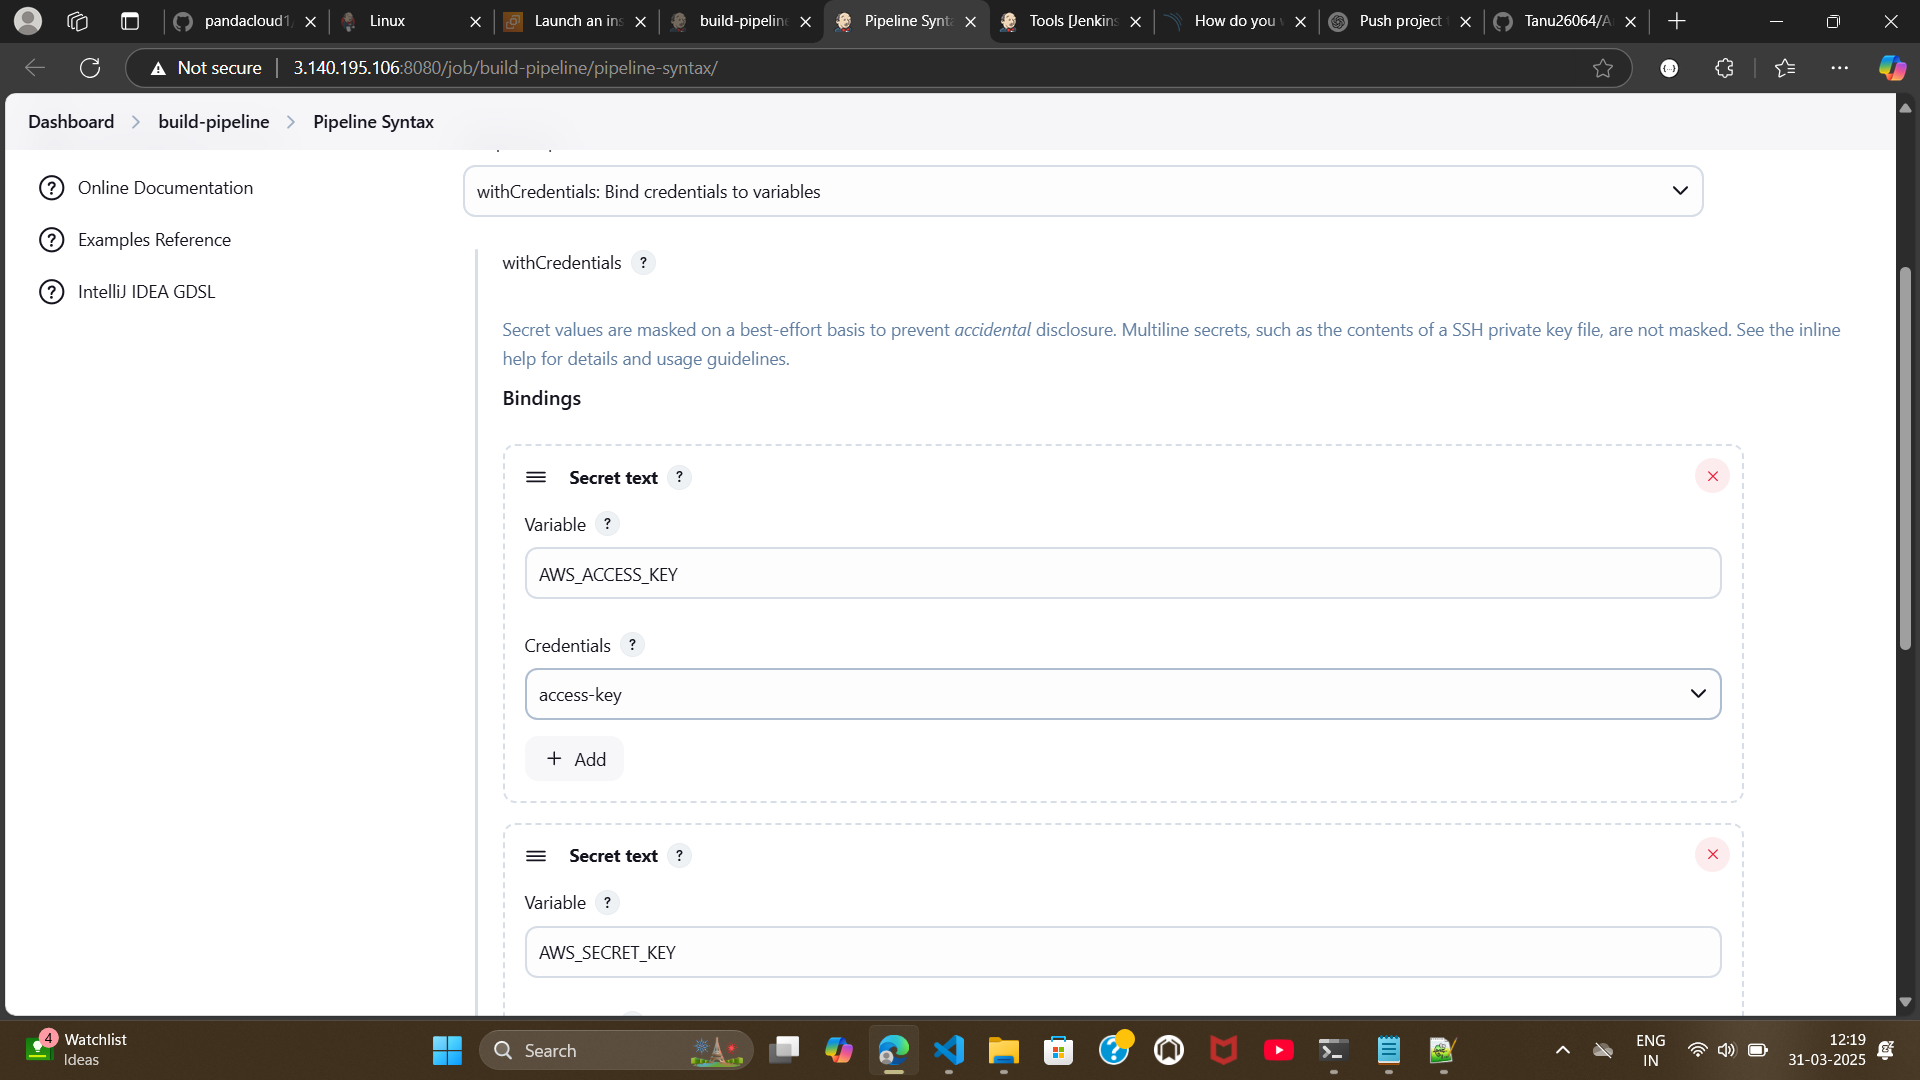 pandacloud1
Linux
Launch an ins
build-pipeline
Pipeline Synta
Tools [Jenkins
How do you w
Push project t
Tanu26064/A
Not secure
3.140.195.106:8080/job/build-pipeline/pipeline-syntax/
Dashboard > build-pipeline > Pipeline Syntax
Online Documentation
Examples Reference
IntelliJ IDEA GDSL
withCredentials: Bind credentials to variables
withCredentials ?
Secret values are masked on a best-effort basis to prevent accidental disclosure. Multiline secrets, such as the contents of a SSH private key file, are not masked. See the inline
help for details and usage guidelines.
Bindings
Secret text ?
Variable ?
AWS_ACCESS_KEY
Credentials ?
access-key
+ Add
Secret text ?
Variable ?
AWS_SECRET_KEY
4
Watchlist
Ideas
Search
ENG
IN
12:19
31-03-2025